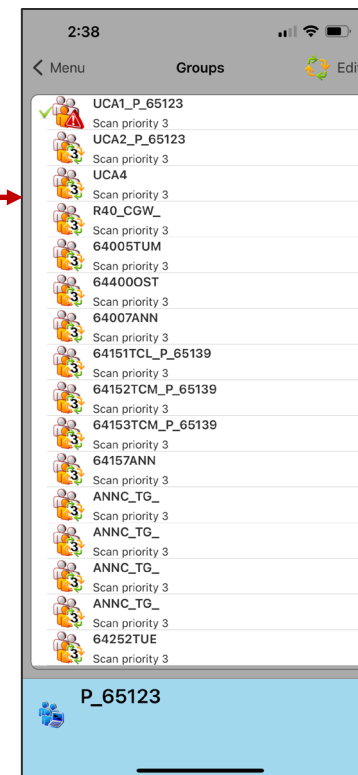 2:38
Menu Groups Edit
UCA1_P_65123
Scan priority 3
UCA2_P_65123
Scan priority 3
UCA4
Scan priority 3
R40_CGW_
Scan priority 3
64005TUM
Scan priority 3
64400OST
Scan priority 3
64007ANN
Scan priority 3
64151TCL_P_65139
Scan priority 3
64152TCM_P_65139
Scan priority 3
64153TCM_P_65139
Scan priority 3
64157ANN
Scan priority 3
ANNC_TG_
Scan priority 3
ANNC_TG_
Scan priority 3
ANNC_TG_
Scan priority 3
ANNC_TG_
Scan priority 3
64252TUE
Scan priority 3
P_65123